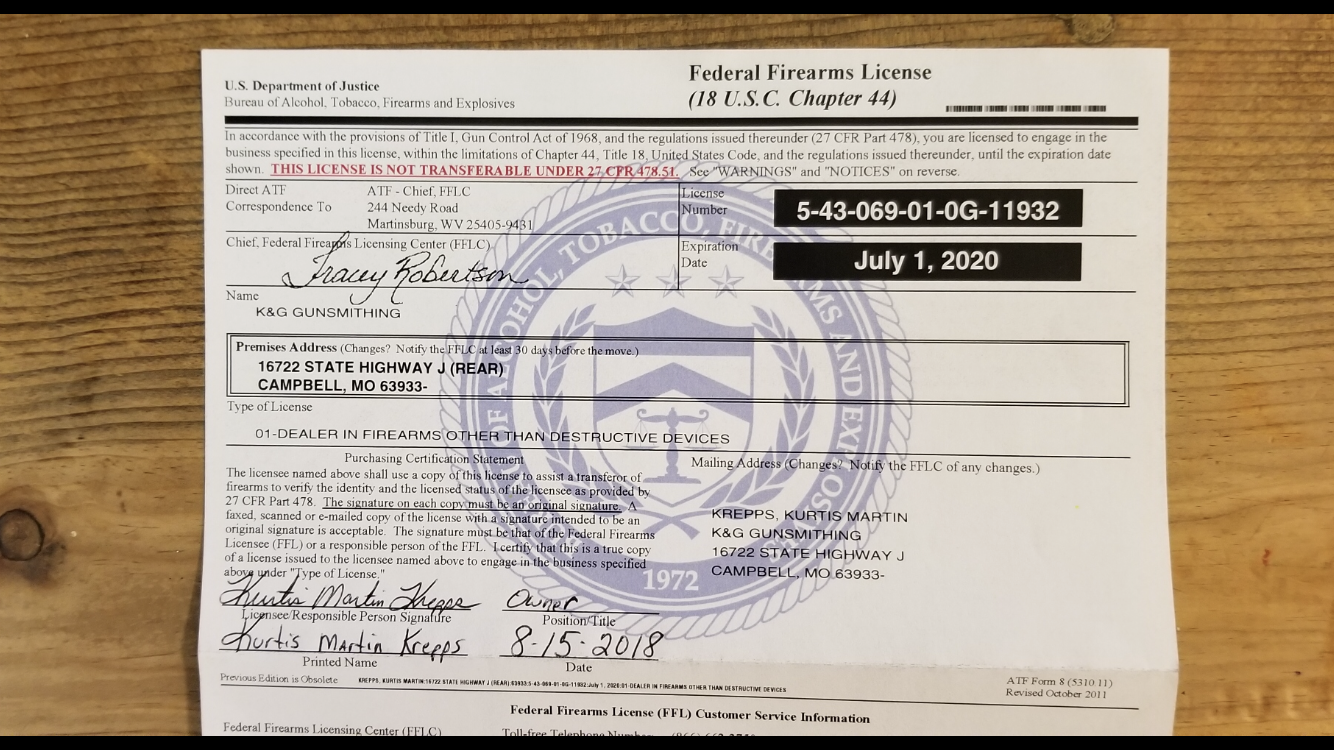 U.S. Department of Justice
Bureau of Alcohol, Tobacco, Firearms and Explosives
Federal Firearms License
(18 U.S.C. Chapter 44)
In accordance with the provisions of Title I, Gun Control Act of 1968, and the regulations issued thereunder (27 CFR Part 478), you are licensed to engage in the
business specified in this license, within the limitations of Chapter 44, Title 18, United States Code, and the regulations issued thereunder, until the expiration date
shown. THIS LICENSE IS NOT TRANSFERABLE UNDER 27 CFR 478.51. See "WARNINGS" and "NOTICES" on reverse.
Direct ATF
Correspondence To
ATF - Chief, FFLC
244 Needy Road
Martinsburg, WV 25405-9431
License
Number
5-43-069-01-0G-11932
Chief, Federal Firearms Licensing Center (FFLC)
Tracey Robertson
Expiration
Date
July 1, 2020
Name
K&G GUNSMITHING
Premises Address (Changes? Notify the FFLC at least 30 days before the move.)
16722 STATE HIGHWAY J (REAR)
CAMPBELL, MO 63933-
Type of License
01-DEALER IN FIREARMS OTHER THAN DESTRUCTIVE DEVICES
Purchasing Certification Statement
The licensee named above shall use a copy of this license to assist a transferor of
firearms to verify the identity and the licensed status of the licensee as provided by
27 CFR Part 478. The signature on each copy must be an original signature. A
faxed, scanned or e-mailed copy of the license with a signature intended to be an
original signature is acceptable. The signature must be that of the Federal Firearms
Licensee (FFL) or a responsible person of the FFL. I certify that this is a true copy
of a license issued to the licensee named above to engage in the business specified
above under "Type of License."
Mailing Address (Changes? Notify the FFLC of any changes.)
KREPPS, KURTIS MARTIN
K&G GUNSMITHING
16722 STATE HIGHWAY J
CAMPBELL, MO 63933-
1972
Kurtis Martin Krepps Owner
Licensee/Responsible Person Signature Position/Title
Kurtis Martin Krepps 8-15-2018
Printed Name Date
Previous Edition is Obsolete
KREPPS, KURTIS MARTIN:16722 STATE HIGHWAY J (REAR):63933:5-43-069-01-0G-11932:July 1, 2020:01-DEALER IN FIREARMS OTHER THAN DESTRUCTIVE DEVICES
ATF Form 8 (5310.11)
Revised October 2011
Federal Firearms License (FFL) Customer Service Information
Federal Firearms Licensing Center (FFLC)
Toll-free Telephone Number